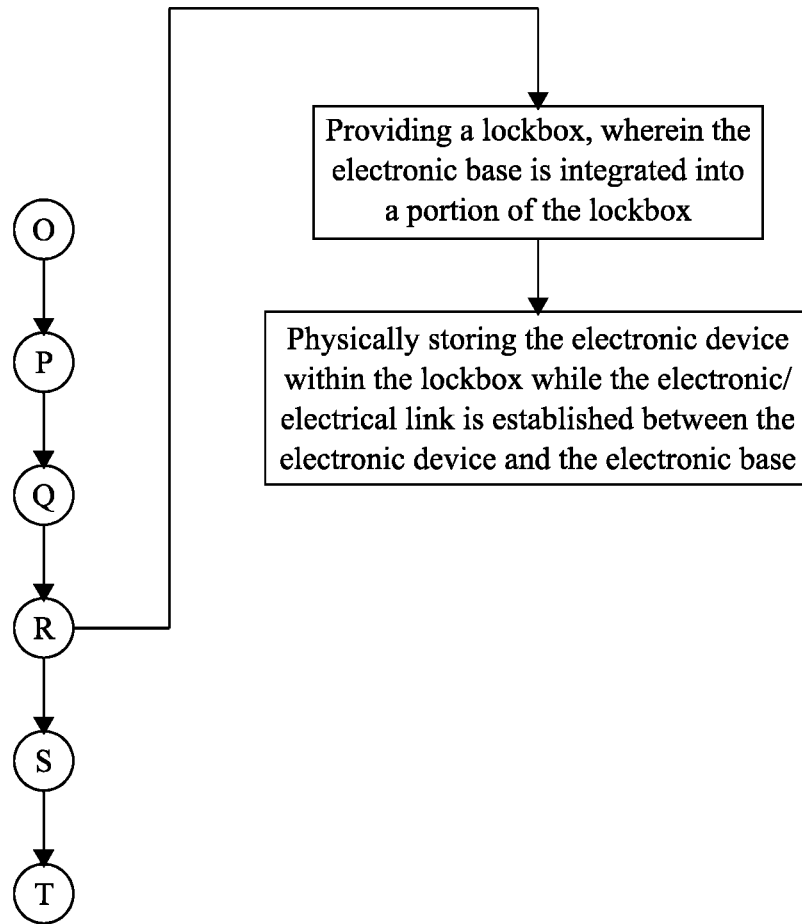 Providing a lockbox, wherein the
electronic base is integrated into
a portion of the lockbox
O
P
Physically storing the electronic device
within the lockbox while the electronic/
electrical link is established between the
electronic device and the electronic base
Q
R
S
T